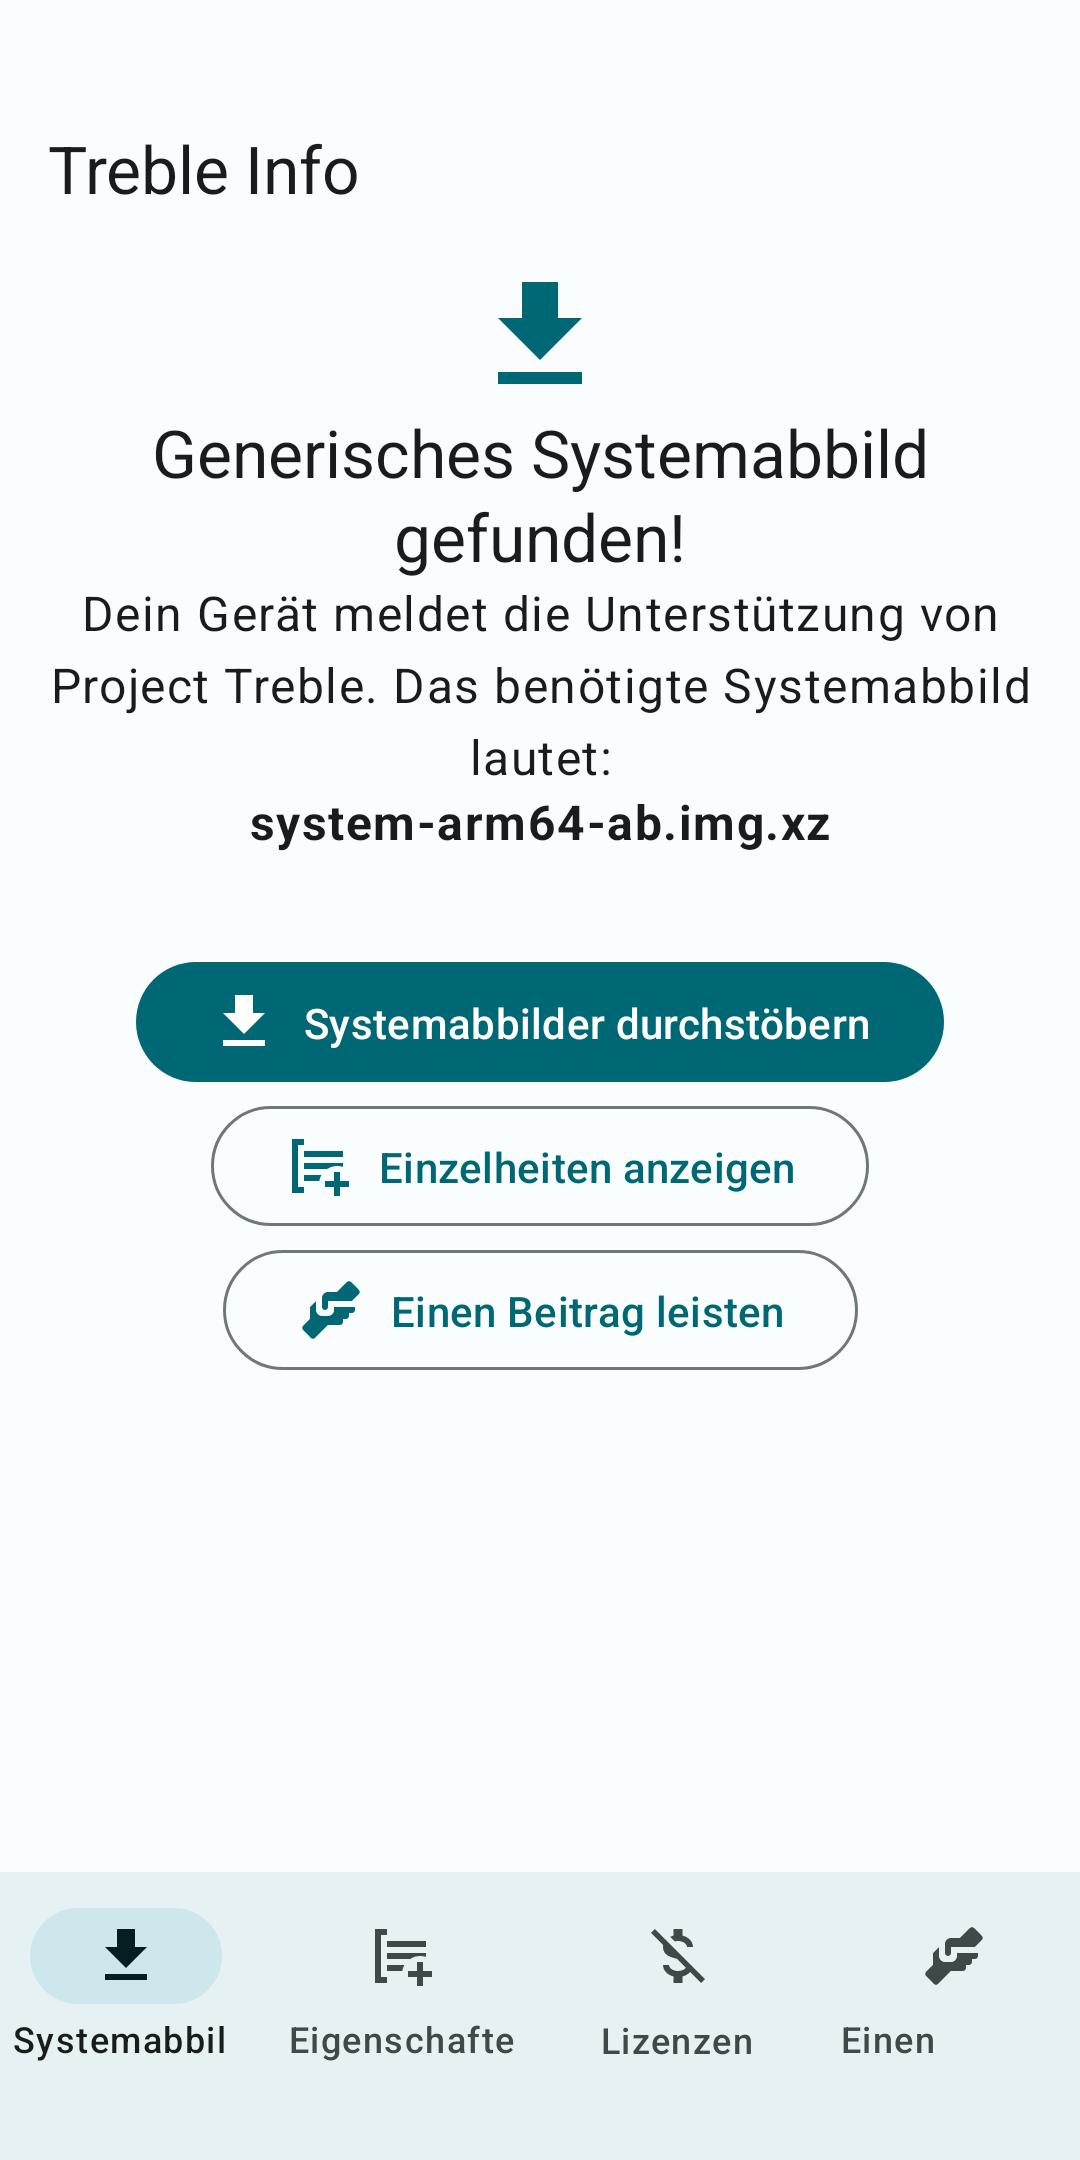 Treble Info
Generisches Systemabbild
gefunden!
Dein Gerät meldet die Unterstützung von
Project Treble. Das benötigte Systemabbild
lautet:
system-arm64-ab.img.xz
Systemabbilder durchstöbern
Einzelheiten anzeigen
Einen Beitrag leisten
Systemabbil
Eigenschafte
Lizenzen
Einen